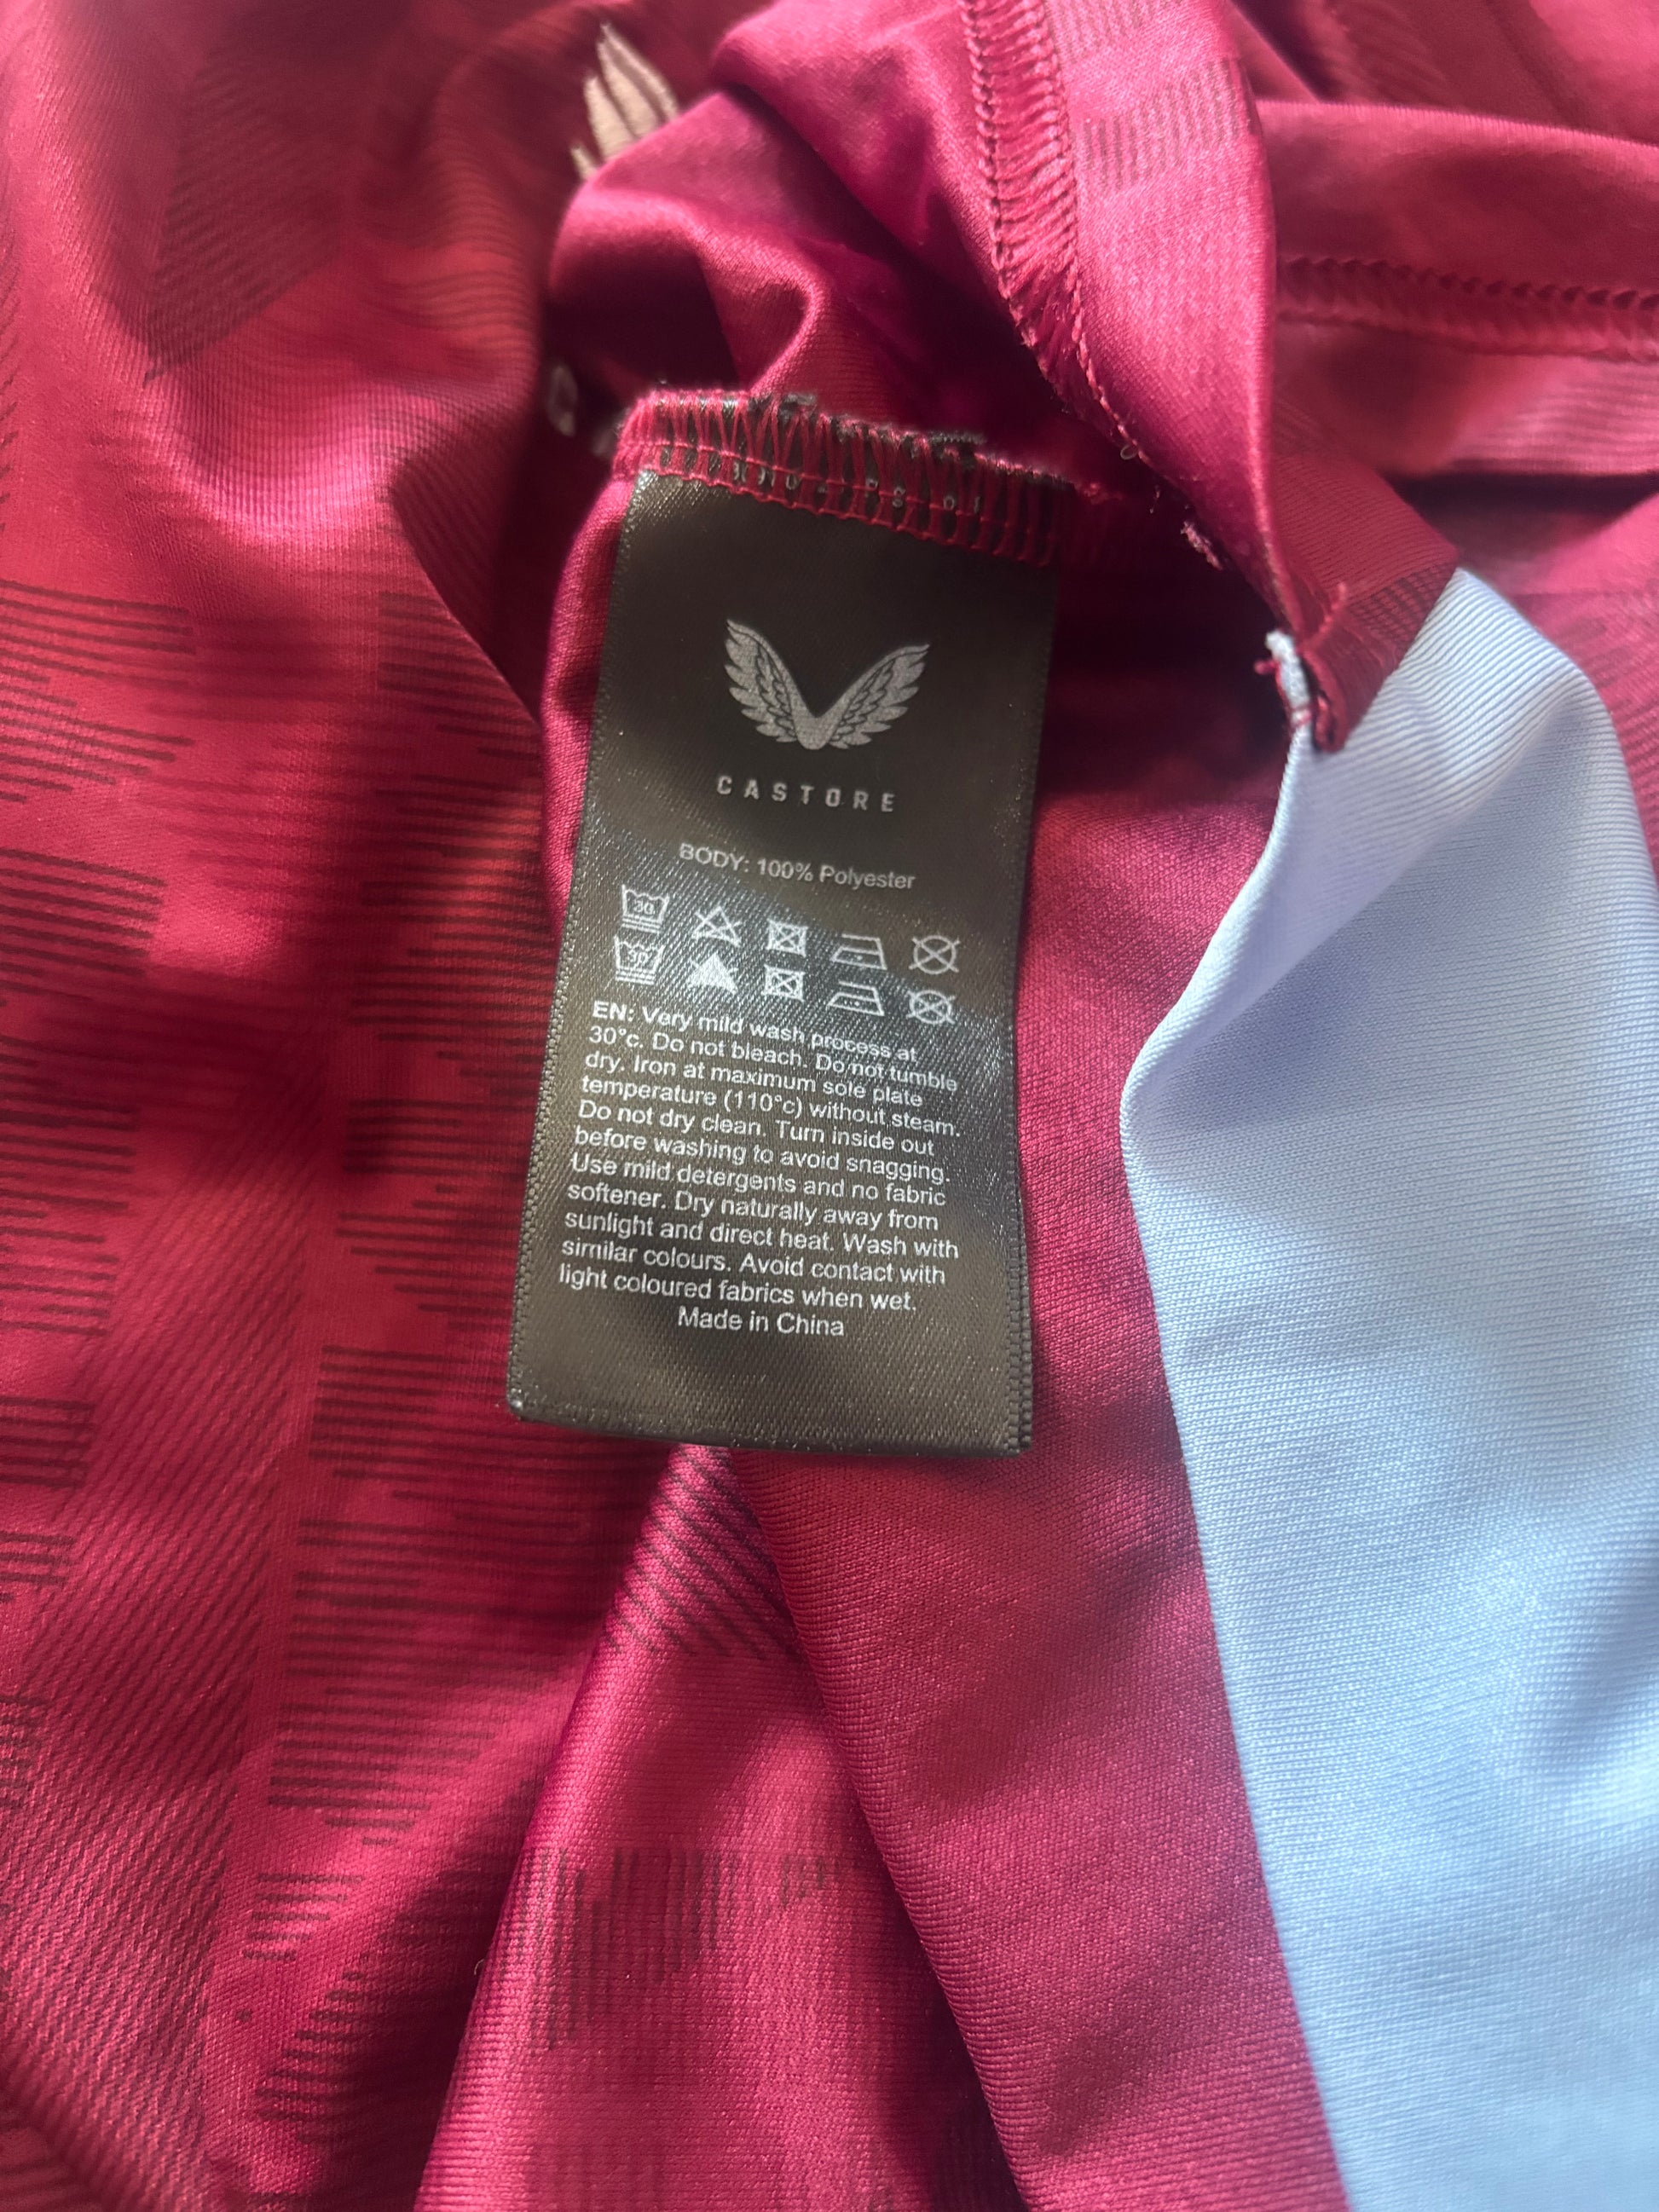 CASTORE
BODY: 100% Polyester
30
30
EN: Very mild wash process at
30°c. Do not bleach. Do not tumble
dry. Iron at maximum sole plate
temperature (110°c) without steam.
Do not dry clean. Turn inside out
before washing to avoid snagging.
Use mild detergents and no fabric
softener. Dry naturally away from
sunlight and direct heat. Wash with
similar colours. Avoid contact with
light coloured fabrics when wet.
Made in China